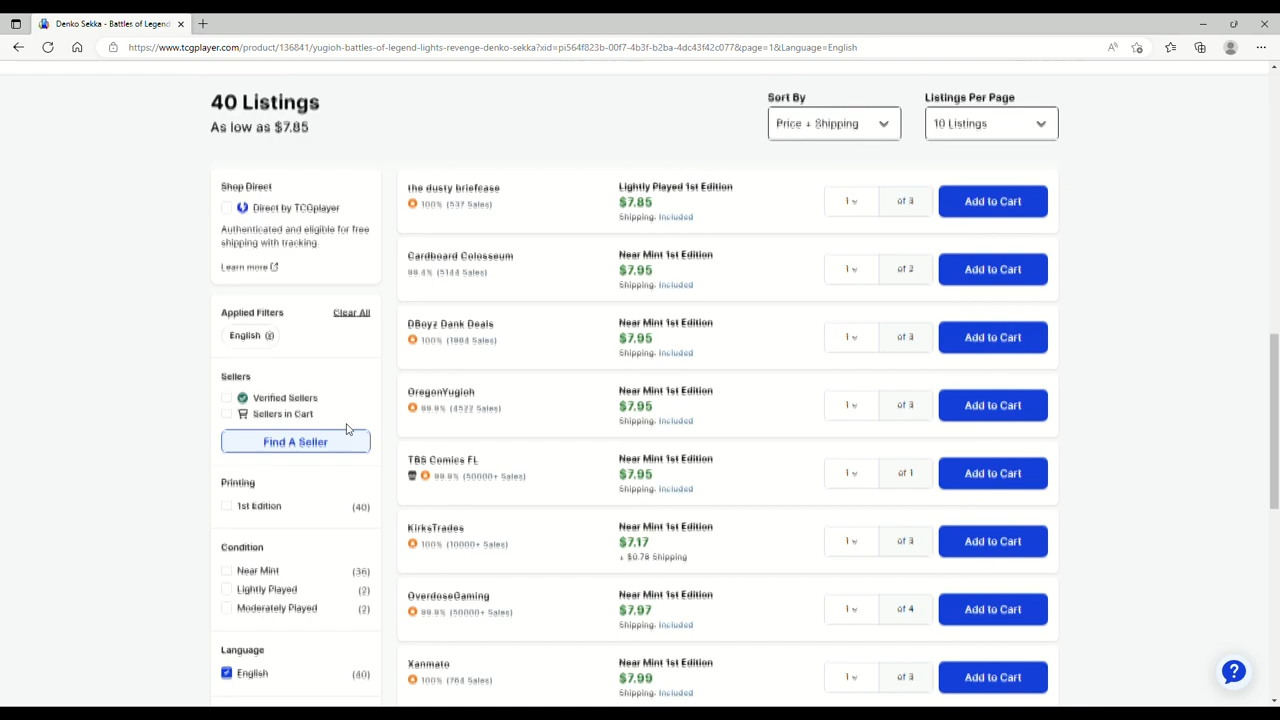 Denko Sekka - Battles of Legend
https://www.tcgplayer.com/product/136841/yugioh-battles-of-legend-lights-revenge-denko-sekka?xid=pi564f823b-00f7-4b3f-b2ba-4dc43f42c077&page=1&Language=English
40 Listings
As low as $7.85
Sort By
Price + Shipping
Listings Per Page
10 Listings
Shop Direct
Direct by TCGplayer
Authenticated and eligible for free
shipping with tracking.
Learn more
Applied Filters Clear All
English
Sellers
Verified Sellers
Sellers in Cart
Find A Seller
Printing
1st Edition (40)
Condition
Near Mint (36)
Lightly Played (2)
Moderately Played (2)
Language
English (40)
the dusty briefcase
100% (537 Sales)
Lightly Played 1st Edition
$7.85
Shipping: Included
1 of 3
Add to Cart
Cardboard Colosseum
99.4% (5144 Sales)
Near Mint 1st Edition
$7.95
Shipping: Included
1 of 2
Add to Cart
DBoyz Dank Deals
100% (1984 Sales)
Near Mint 1st Edition
$7.95
Shipping: Included
1 of 3
Add to Cart
OregonYugioh
99.9% (4522 Sales)
Near Mint 1st Edition
$7.95
Shipping: Included
1 of 3
Add to Cart
TBS Comics FL
99.9% (50000+ Sales)
Near Mint 1st Edition
$7.95
Shipping: Included
1 of 1
Add to Cart
KirksTrades
100% (10000+ Sales)
Near Mint 1st Edition
$7.17
+ $0.78 Shipping
1 of 3
Add to Cart
OverdoseGaming
99.9% (50000+ Sales)
Near Mint 1st Edition
$7.97
Shipping: Included
1 of 4
Add to Cart
Xanmato
100% (764 Sales)
Near Mint 1st Edition
$7.99
Shipping: Included
1 of 3
Add to Cart